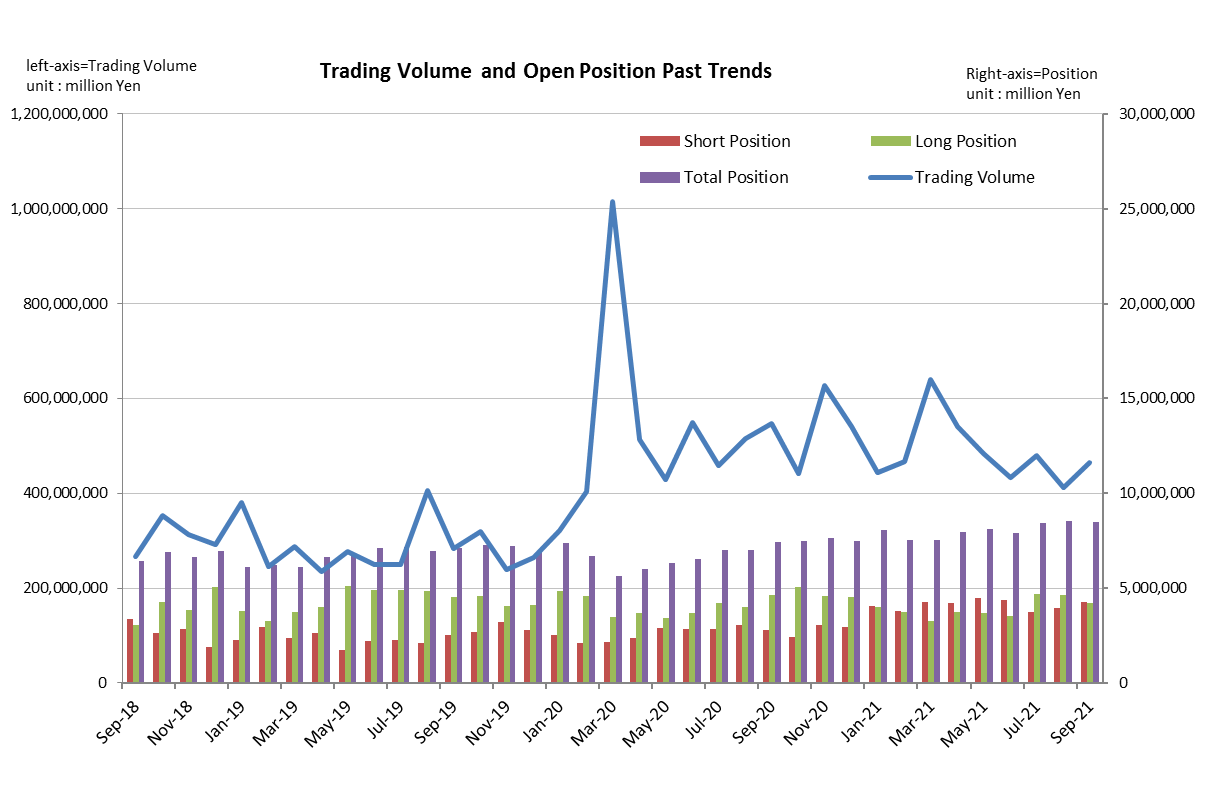 left-axis=Trading Volume
unit : million Yen
Trading Volume and Open Position Past Trends
Right-axis=Position
unit : million Yen
1,200,000,000
1,000,000,000
800,000,000
600,000,000
400,000,000
200,000,000
0
30,000,000
25,000,000
20,000,000
15,000,000
10,000,000
5,000,000
0
Short Position
Long Position
Total Position
Trading Volume
Sep-18
Nov-18
Jan-19
Mar-19
May-19
Jul-19
Sep-19
Nov-19
Jan-20
Mar-20
May-20
Jul-20
Sep-20
Nov-20
Jan-21
Mar-21
May-21
Jul-21
Sep-21